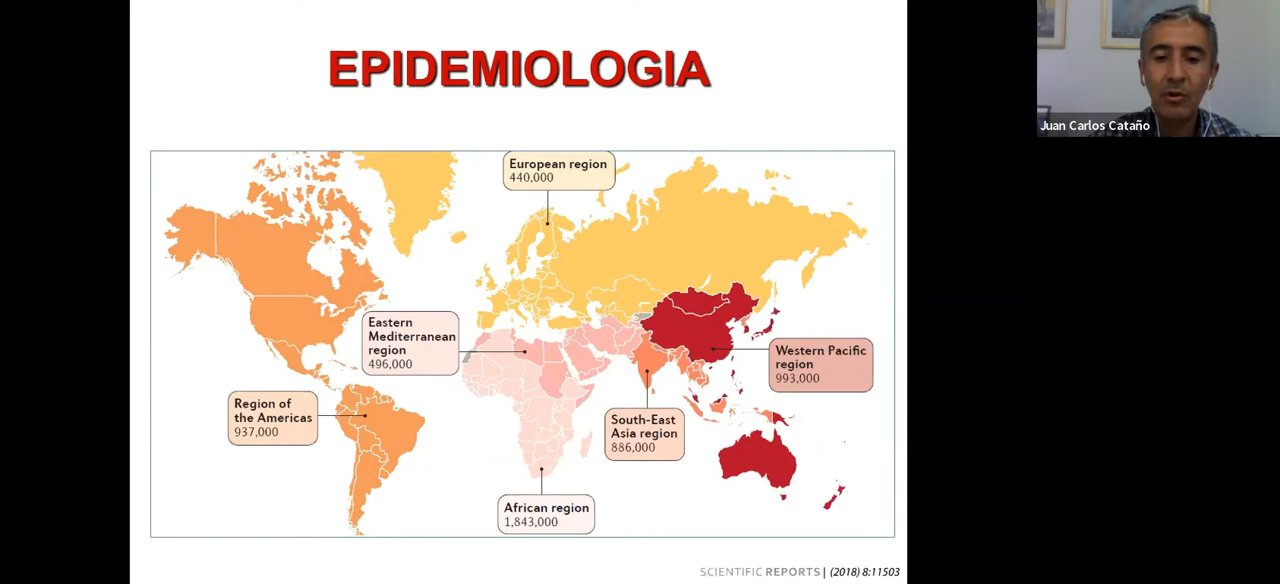 EPIDEMIOLOGIA
Juan Carlos Cataño
European region
440,000
Eastern
Mediterranean
region
496,000
Western Pacific
region
993,000
Region of
the Americas
937,000
South-East
Asia region
886,000
African region
1,843,000
SCIENTIFIC REPORTS | (2018) 8:11503